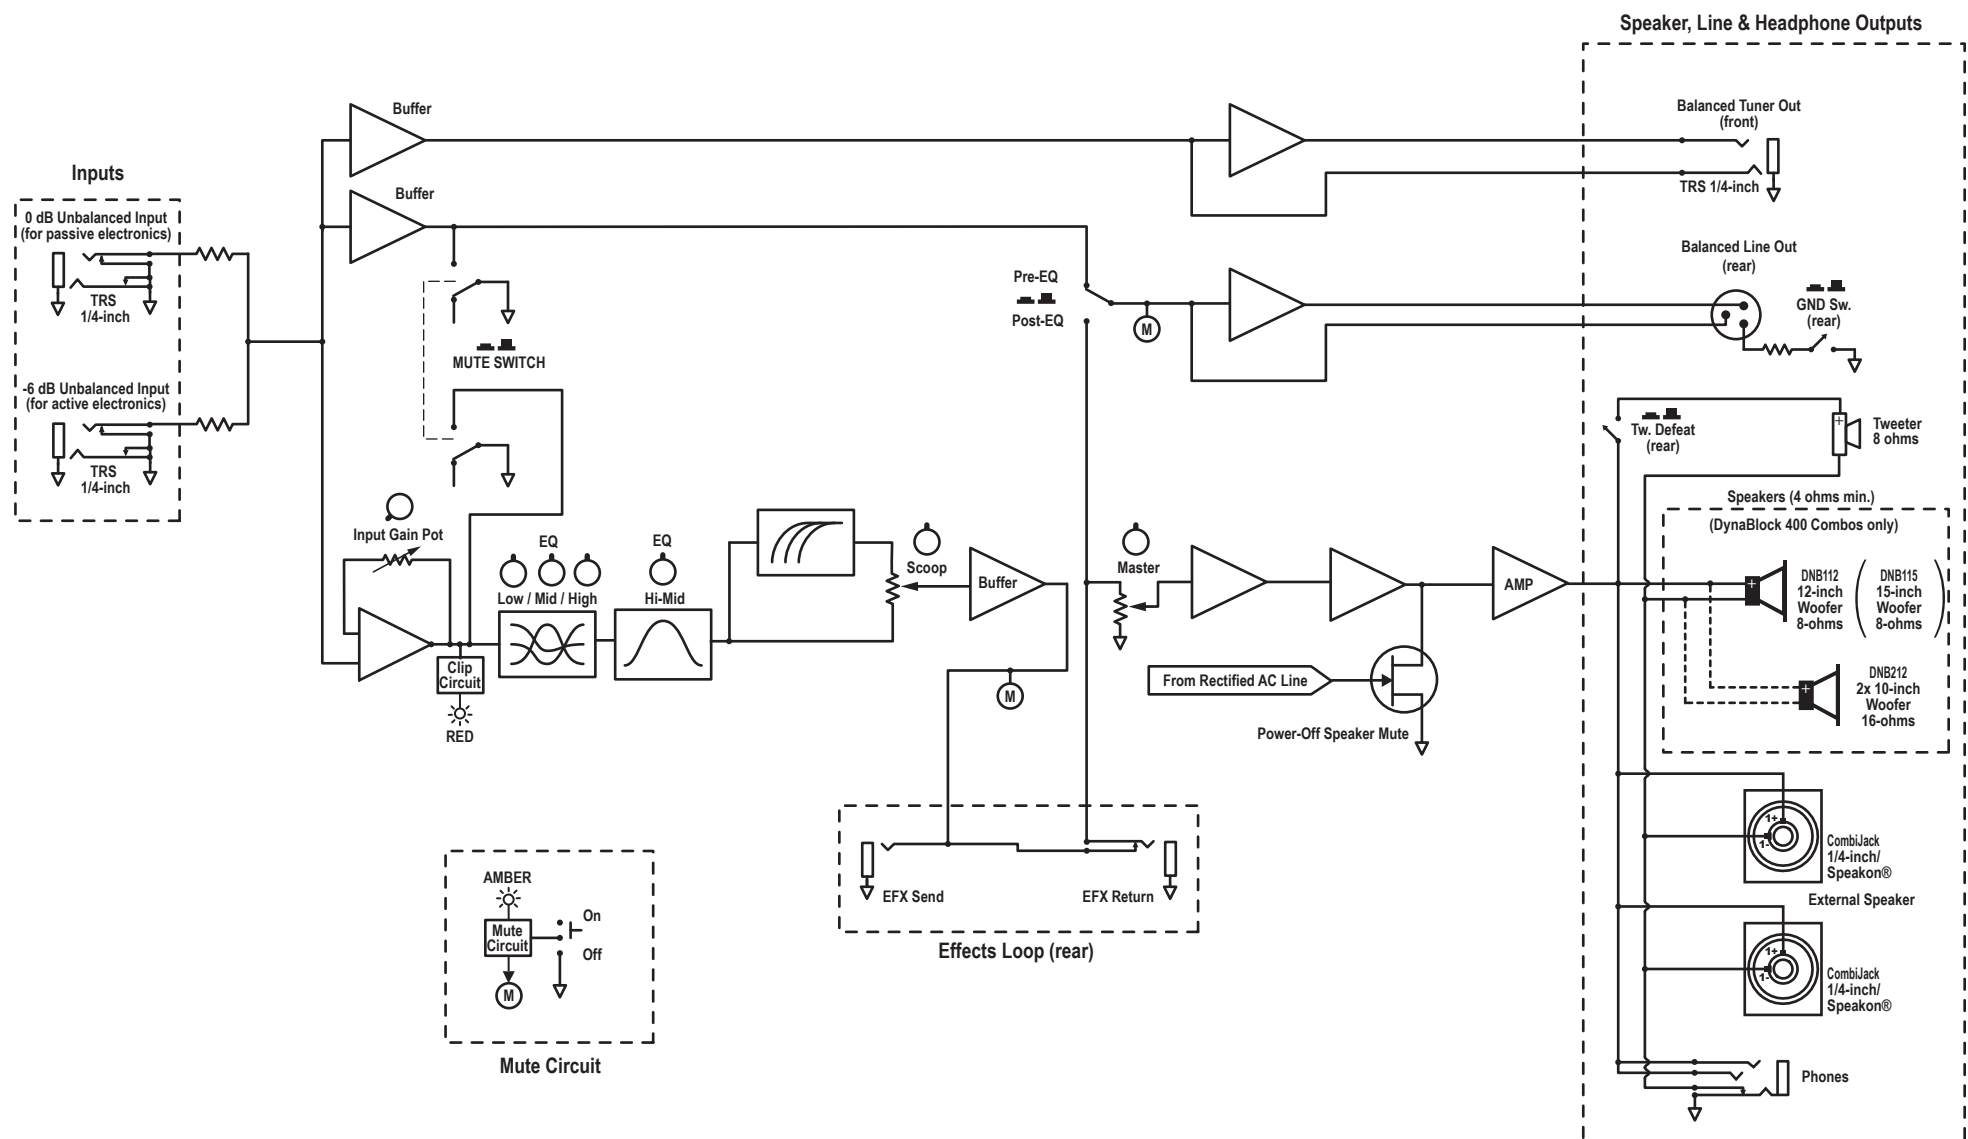 Speaker, Line & Headphone Outputs
Buffer
Balanced Tuner Out
(front)
TRS 1/4-inch
Inputs
0 dB Unbalanced Input
(for passive electronics)
TRS
1/4-inch
-6 dB Unbalanced Input
(for active electronics)
TRS
1/4-inch
Buffer
MUTE SWITCH
Pre-EQ
Post-EQ
M
Balanced Line Out
(rear)
GND Sw.
(rear)
Tw. Defeat
(rear)
+
Tweeter
8 ohms
Input Gain Pot
Clip
Circuit
RED
EQ
Low / Mid / High
EQ
Hi-Mid
Scoop
Buffer
M
Master
AMP
From Rectified AC Line
Power-Off Speaker Mute
Speakers (4 ohms min.)
(DynaBlock 400 Combos only)
+
DNB112
12-inch
Woofer
8-ohms
DNB115
15-inch
Woofer
8-ohms
+
DNB212
2x 10-inch
Woofer
16-ohms
1+
1-
CombiJack
1/4-inch/
Speakon®
External Speaker
1+
1-
CombiJack
1/4-inch/
Speakon®
Phones
EFX Send
EFX Return
Effects Loop (rear)
AMBER
Mute
Circuit
On
Off
M
Mute Circuit